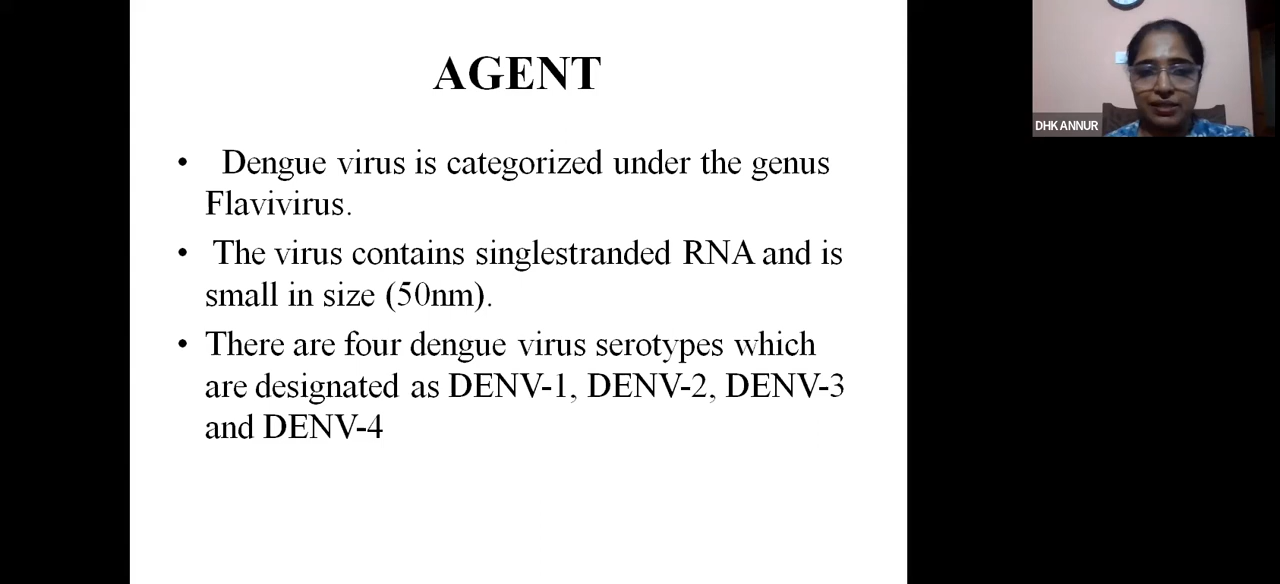 AGENT
• Dengue virus is categorized under the genus
Flavivirus.
• The virus contains singlestranded RNA and is
small in size (50nm).
• There are four dengue virus serotypes which
are designated as DENV-1, DENV-2, DENV-3
and DENV-4
DHKANNUR